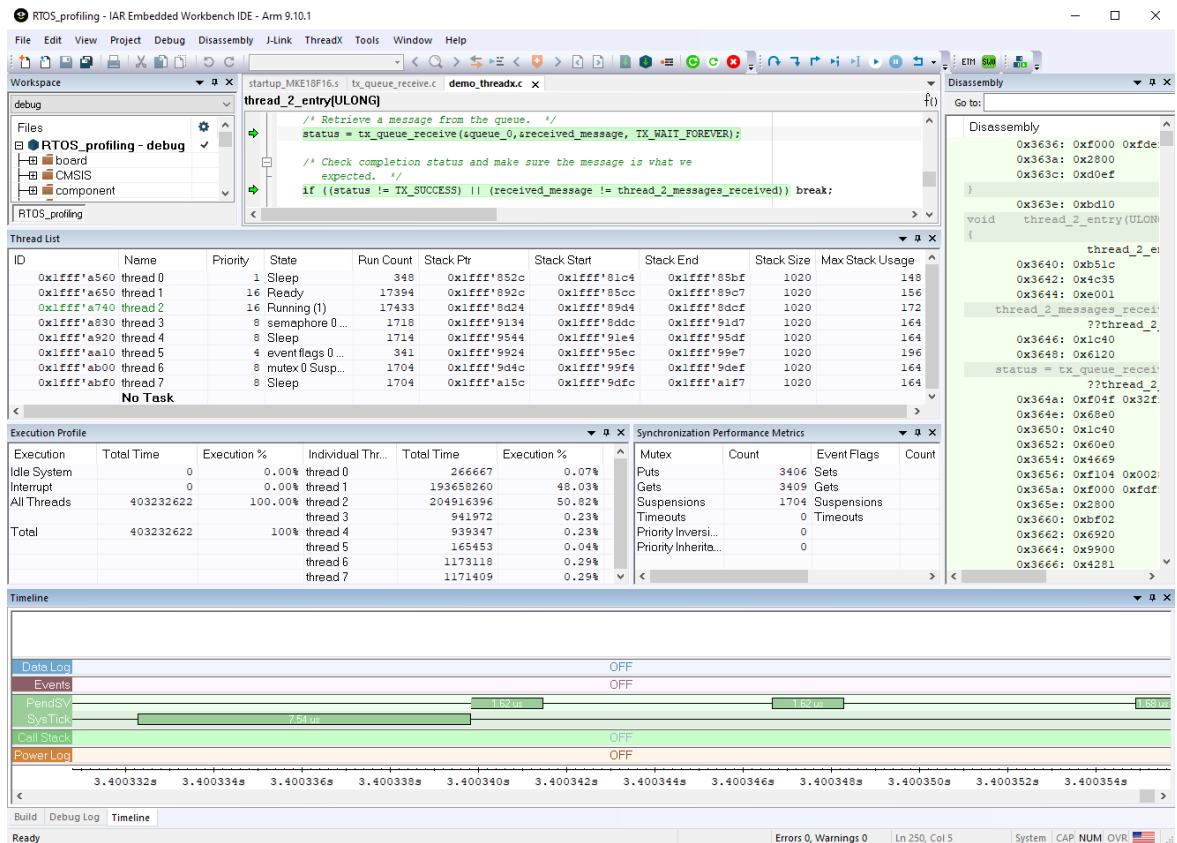 RTOS_profiling - IAR Embedded Workbench IDE - Arm 9.10.1
File Edit View Project Debug Disassembly J-Link ThreadX Tools Window Help
ETM SWO
Workspace
debug
Files
RTOS_profiling - debug
board
CMSIS
component
RTOS_profiling
startup_MKE18F16.s tx_queue_receive.c demo_threadx.c
thread_2_entry(ULONG)
f()
/* Retrieve a message from the queue. */
status = tx_queue_receive(&queue_0,&received_message, TX_WAIT_FOREVER);
/* Check completion status and make sure the message is what we
expected. */
if ((status != TX_SUCCESS) || (received_message != thread_2_messages_received)) break;
Disassembly
Go to:
Disassembly
0x3636: 0xf000 0xfde
0x363a: 0x2800
0x363c: 0xd0ef
}
0x363e: 0xbd10
void thread_2_entry(ULON
{
thread_2_e
0x3640: 0xb51c
0x3642: 0x4c35
0x3644: 0xe001
thread_2_messages_recei
??thread_2
0x3646: 0x1c40
0x3648: 0x6120
status = tx_queue_recei
??thread_2
0x364a: 0xf04f 0x32f
0x364e: 0x68e0
0x3650: 0x1c40
0x3652: 0x60e0
0x3654: 0x4669
0x3656: 0xf104 0x002
0x365a: 0xf000 0xfdf
0x365e: 0x2800
0x3660: 0xbf02
0x3662: 0x6920
0x3664: 0x9900
0x3666: 0x4281
Thread List
ID Name Priority State Run Count Stack Ptr Stack Start Stack End Stack Size Max Stack Usage
0x1fff'a560 thread 0 1 Sleep 348 0x1fff'852c 0x1fff'81c4 0x1fff'85bf 1020 148
0x1fff'a650 thread 1 16 Ready 17394 0x1fff'892c 0x1fff'85cc 0x1fff'89c7 1020 156
0x1fff'a740 thread 2 16 Running (1) 17433 0x1fff'8d24 0x1fff'89d4 0x1fff'8dcf 1020 172
0x1fff'a830 thread 3 8 semaphore 0 ... 1718 0x1fff'9134 0x1fff'8ddc 0x1fff'91d7 1020 164
0x1fff'a920 thread 4 8 Sleep 1714 0x1fff'9544 0x1fff'91e4 0x1fff'95df 1020 164
0x1fff'aa10 thread 5 4 event flags 0 ... 341 0x1fff'9924 0x1fff'95ec 0x1fff'99e7 1020 196
0x1fff'ab00 thread 6 8 mutex 0 Susp... 1704 0x1fff'9d4c 0x1fff'99f4 0x1fff'9def 1020 164
0x1fff'abf0 thread 7 8 Sleep 1704 0x1fff'a15c 0x1fff'9dfc 0x1fff'a1f7 1020 164
No Task
Execution Profile
Execution Total Time Execution % Individual Thr... Total Time Execution %
Idle System 0 0.00% thread 0 266667 0.07%
Interrupt 0 0.00% thread 1 193658260 48.03%
All Threads 403232622 100.00% thread 2 204916396 50.82%
thread 3 941972 0.23%
Total 403232622 100% thread 4 939347 0.23%
thread 5 165453 0.04%
thread 6 1173118 0.29%
thread 7 1171409 0.29%
Synchronization Performance Metrics
Mutex Count Event Flags Count
Puts 3406 Sets
Gets 3409 Gets
Suspensions 1704 Suspensions
Timeouts 0 Timeouts
Priority Inversi... 0
Priority Inherita... 0
Timeline
Data Log OFF
Events OFF
PendSV 1.62 us 1.62 us 1.68 us
SysTick 7.54 us
Call Stack OFF
Power Log OFF
3.400332s 3.400334s 3.400336s 3.400338s 3.400340s 3.400342s 3.400344s 3.400346s 3.400348s 3.400350s 3.400352s 3.400354s
Build Debug Log Timeline
Ready Errors 0, Warnings 0 Ln 250, Col 5 System CAP NUM OVR